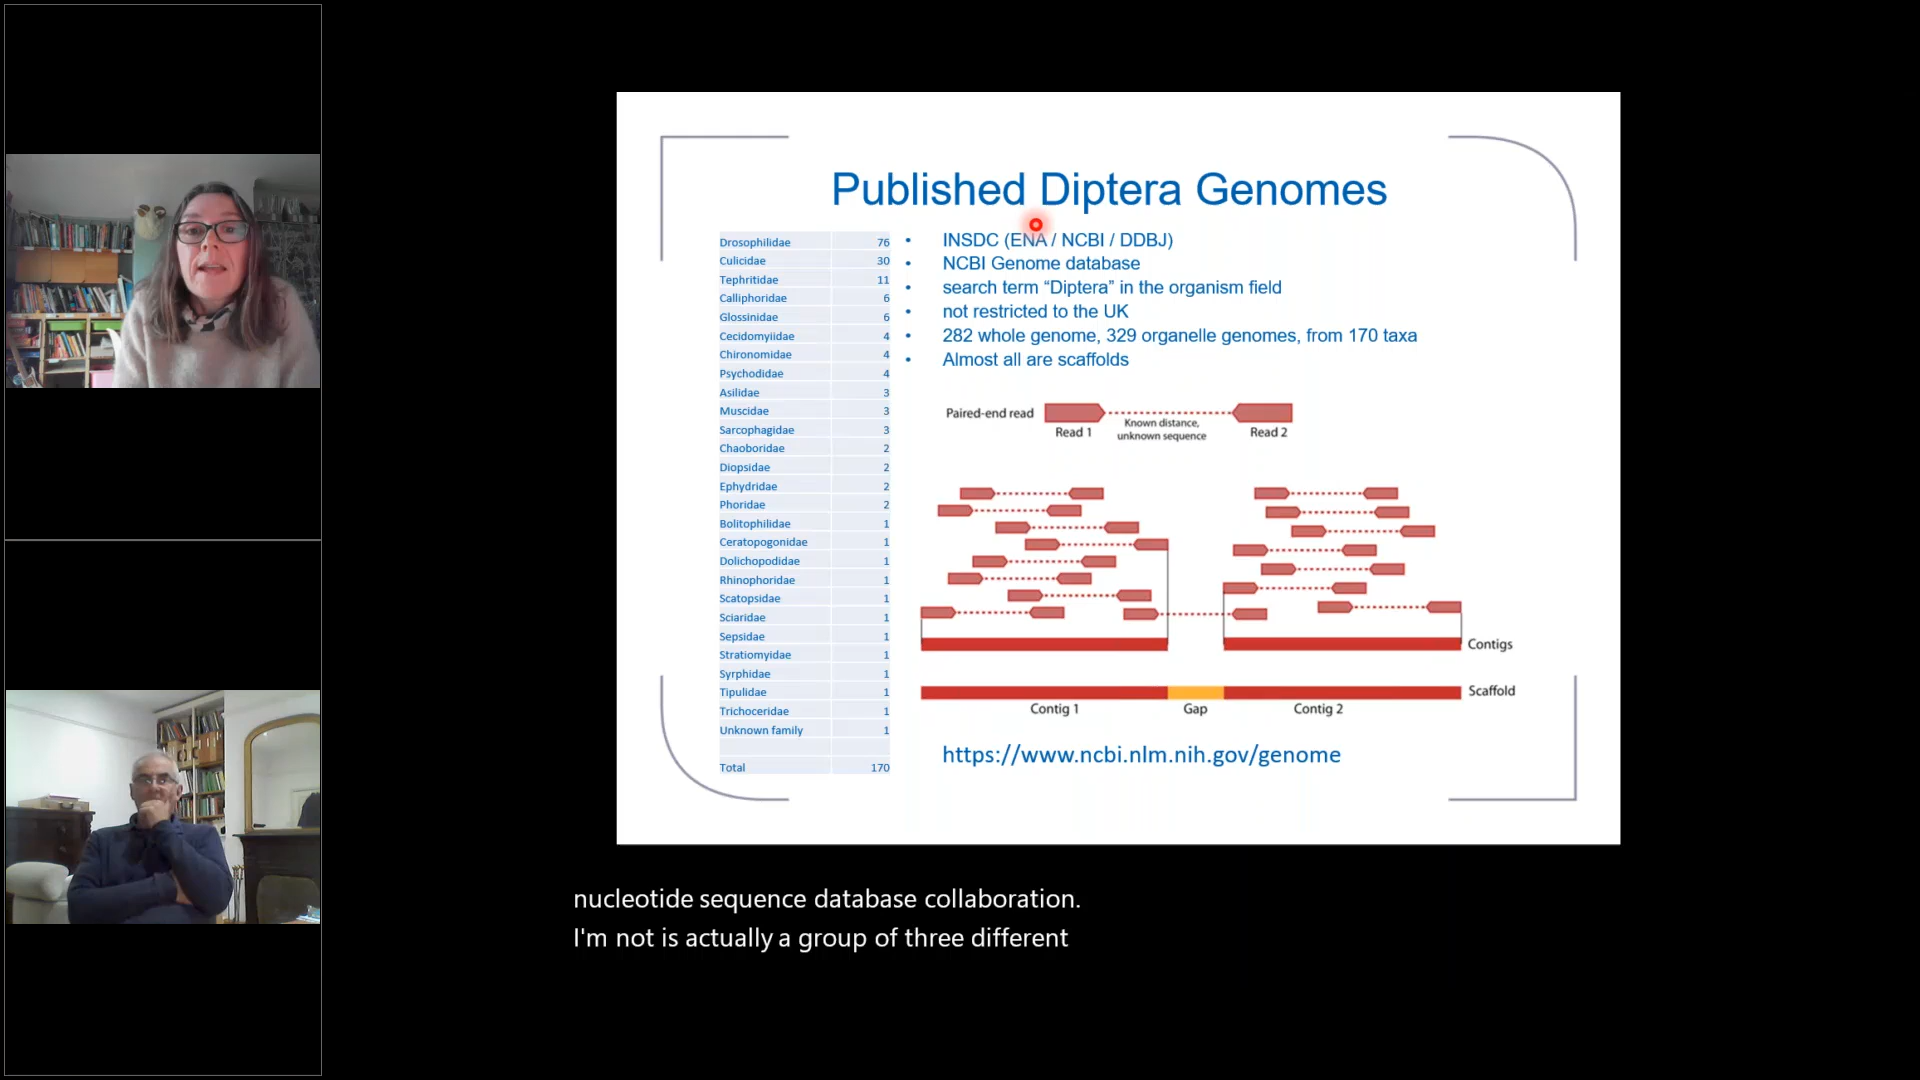 Published Diptera Genomes
Drosophilidae 76
Culicidae 30
Tephritidae 11
Calliphoridae 6
Glossinidae 6
Cecidomyiidae 4
Chironomidae 4
Psychodidae 4
Asilidae 3
Muscidae 3
Sarcophagidae 3
Chaoboridae 2
Diopsidae 2
Ephydridae 2
Phoridae 2
Bolitophilidae 1
Ceratopogonidae 1
Dolichopodidae 1
Rhinophoridae 1
Scatopsidae 1
Sciaridae 1
Sepsidae 1
Stratiomyidae 1
Syrphidae 1
Tipulidae 1
Trichoceridae 1
Unknown family 1
Total 170
• INSDC (ENA / NCBI / DDBJ)
• NCBI Genome database
• search term “Diptera” in the organism field
• not restricted to the UK
• 282 whole genome, 329 organelle genomes, from 170 taxa
• Almost all are scaffolds
Paired-end read
Read 1
Known distance,
unknown sequence
Read 2
Contigs
Scaffold
Contig 1
Gap
Contig 2
https://www.ncbi.nlm.nih.gov/genome
nucleotide sequence database collaboration.
I'm not is actually a group of three different